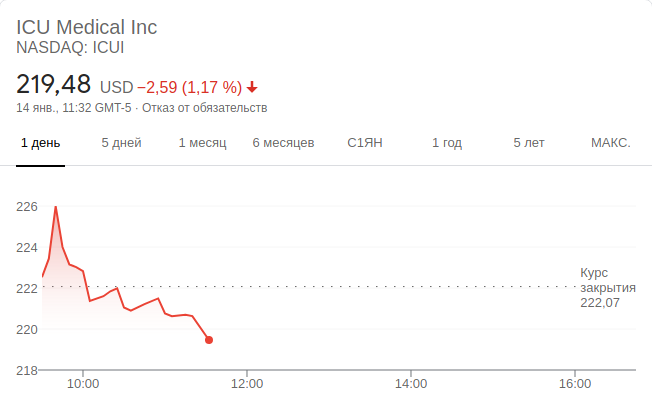 ICU Medical Inc
NASDAQ: ICUI
219,48 USD −2,59 (1,17 %)
14 янв., 11:32 GMT-5 · Отказ от обязательств
1 день 5 дней 1 месяц 6 месяцев С1ЯН 1 год 5 лет МАКС.
226
224
222
220
218
Курс
закрытия
222,07
10:00 12:00 14:00 16:00